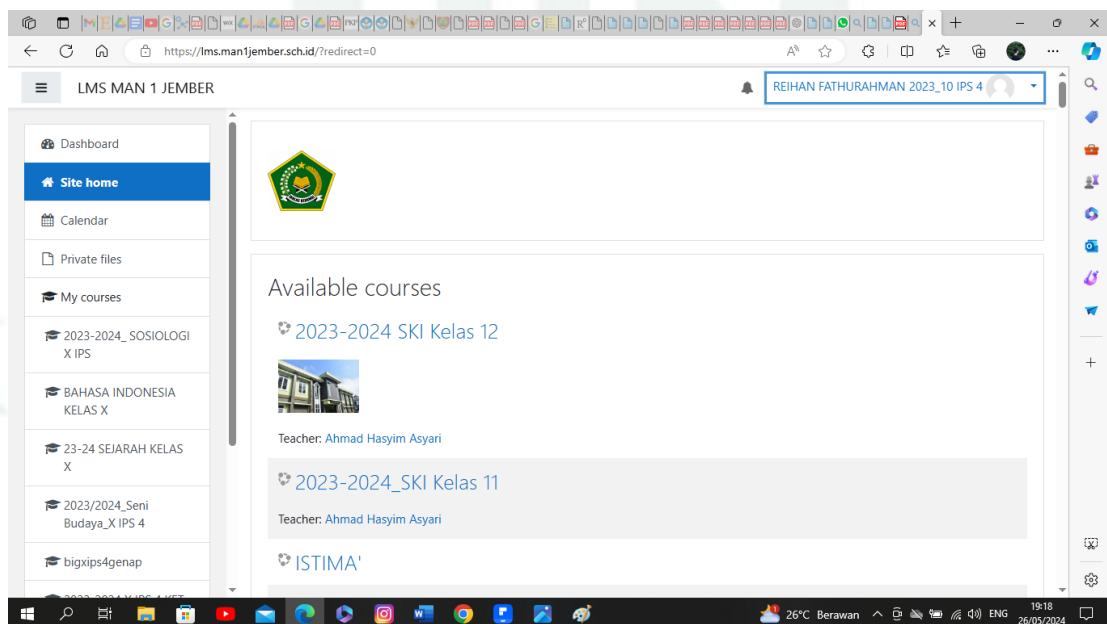 https://lms.man1jember.sch.id/?redirect=0
LMS MAN 1 JEMBER
REIHAN FATHURAHMAN 2023_10 IPS 4
Dashboard
Site home
Calendar
Private files
My courses
2023-2024_ SOSIOLOGI
X IPS
BAHASA INDONESIA
KELAS X
23-24 SEJARAH KELAS
X
2023/2024_Seni
Budaya_X IPS 4
bigxips4genap
Available courses
2023-2024 SKI Kelas 12
Teacher: Ahmad Hasyim Asyari
2023-2024_SKI Kelas 11
Teacher: Ahmad Hasyim Asyari
ISTIMA'
26°C Berawan
ENG
19:18
26/05/2024